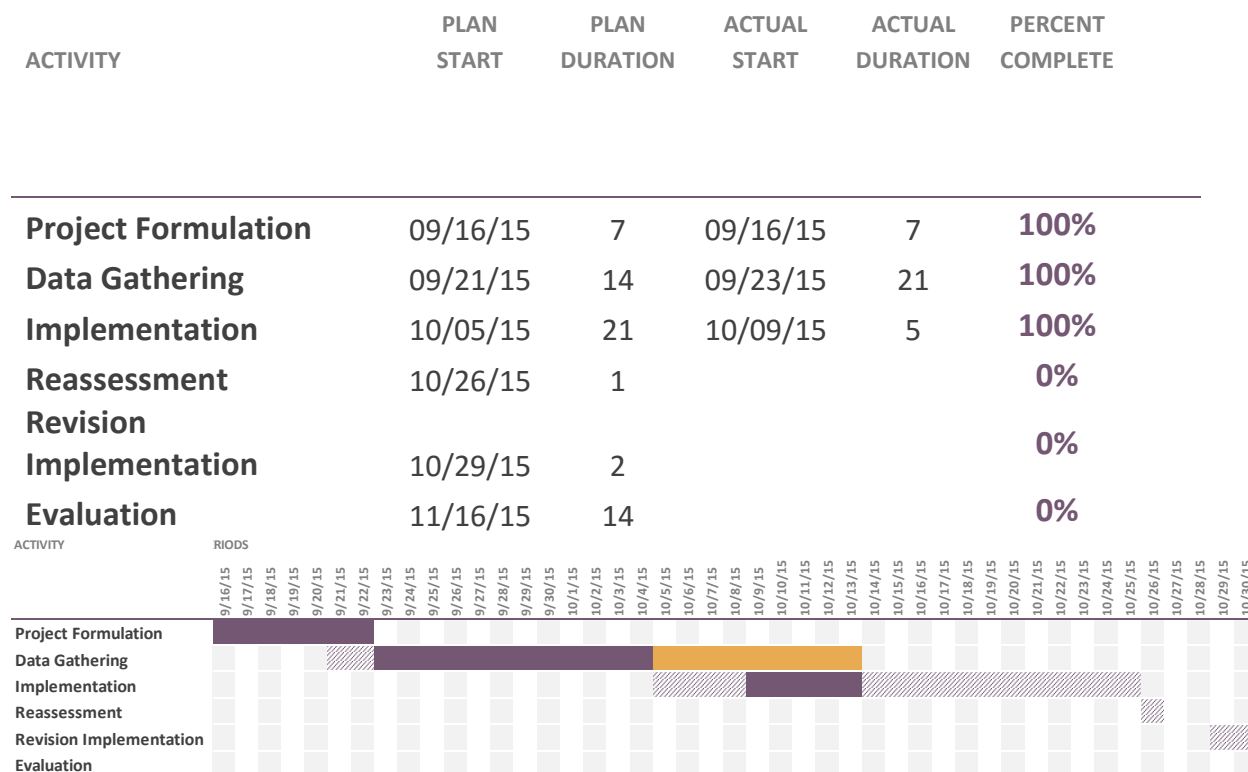 PLAN PLAN ACTUAL ACTUAL PERCENT
ACTIVITY START DURATION START DURATION COMPLETE
Project Formulation 09/16/15 7 09/16/15 7 100%
Data Gathering 09/21/15 14 09/23/15 21 100%
Implementation 10/05/15 21 10/09/15 5 100%
Reassessment 10/26/15 1 0%
Revision
Implementation 10/29/15 2 0%
Evaluation 11/16/15 14 0%
ACTIVITY RIODS
9/16/15 9/17/15 9/18/15 9/19/15 9/20/15 9/21/15 9/22/15 9/23/15 9/24/15 9/25/15 9/26/15 9/27/15 9/28/15 9/29/15 9/30/15 10/1/15 10/2/15 10/3/15 10/4/15 10/5/15 10/6/15 10/7/15 10/8/15 10/9/15 10/10/15 10/11/15 10/12/15 10/13/15 10/14/15 10/15/15 10/16/15 10/17/15 10/18/15 10/19/15 10/20/15 10/21/15 10/22/15 10/23/15 10/24/15 10/25/15 10/26/15 10/27/15 10/28/15 10/29/15 10/30/15
Project Formulation
Data Gathering
Implementation
Reassessment
Revision Implementation
Evaluation